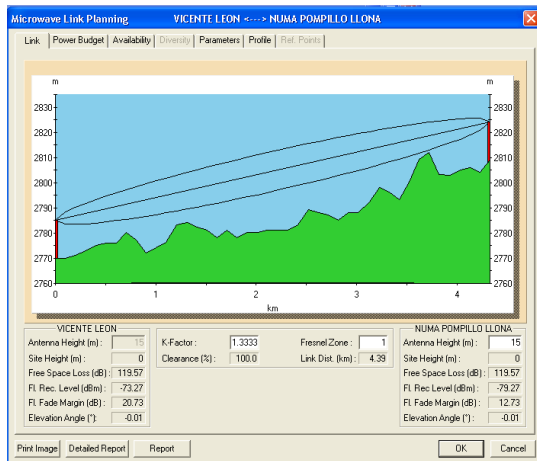 Microwave Link Planning VICENTE LEON <---> NUMA POMPILLO LLONA
Link Power Budget Availability Diversity Parameters Profile Ref. Points
m m
2830 2830
2820 2820
2810 2810
2800 2800
2790 2790
2780 2780
2770 2770
2760 2760
0 1 2 3 4
km
VICENTE LEON
Antenna Height (m) : 15
Site Height (m) : 0
Free Space Loss (dB) : 119.57
Fl. Rec. Level (dBm) : -73.27
Fl. Fade Margin (dB) : 20.73
Elevation Angle (°): -0.01
K-Factor : 1.3333 Fresnel Zone : 1
Clearance (%) : 100.0 Link Dist. (km) : 4.39
NUMA POMPILLO LLONA
Antenna Height (m) : 15
Site Height (m) : 0
Free Space Loss (dB) : 119.57
Fl. Rec. Level (dBm) : -79.27
Fl. Fade Margin (dB) : 12.73
Elevation Angle (°) : -0.01
Print Image Detailed Report Report OK Cancel